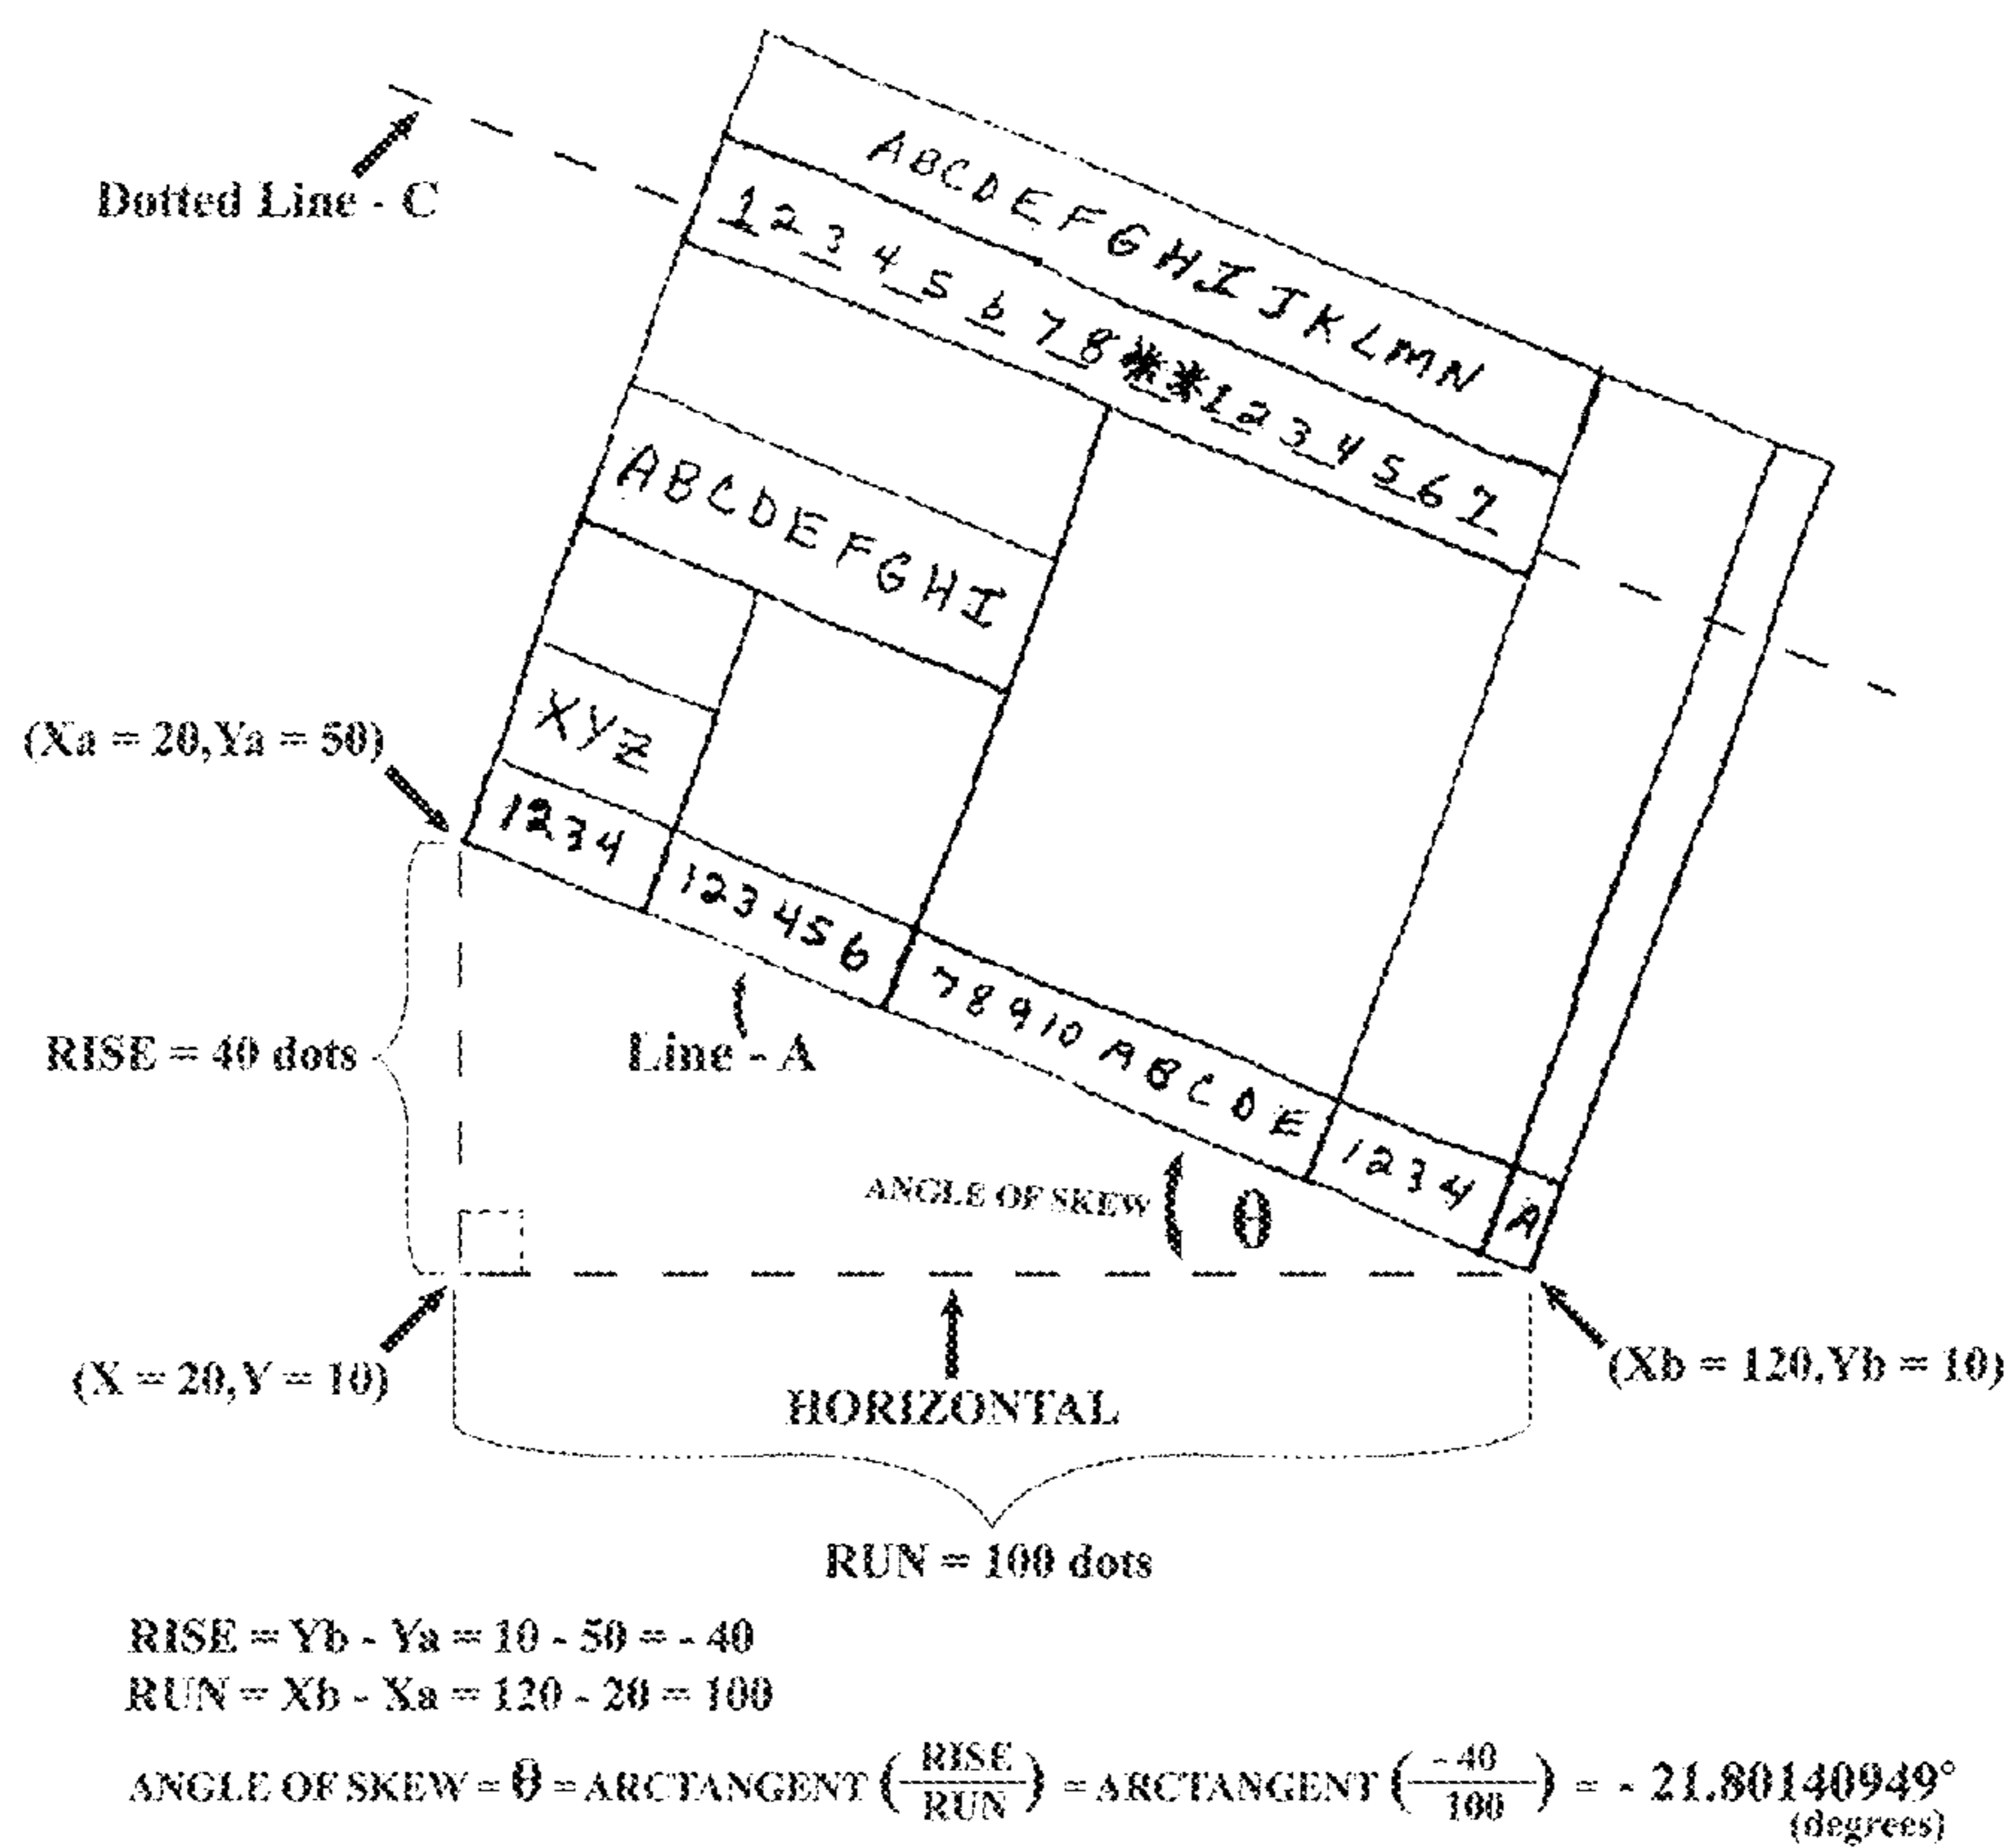 ABCDEFGHIJKLMN
Dotted Line - C
12345678**1234567
ABCDEFGHI
XYZ
(Xa = 20,Ya = 50)
1234
123456
78910ABCDE
1234
A
RISE = 40 dots
Line - A
ANGLE OF SKEW
θ
(X = 20,Y = 10)
(Xb = 120,Yb = 10)
HORIZONTAL
RUN = 100 dots
RISE = Yb - Ya = 10 - 50 = - 40
RUN = Xb - Xa = 120 - 20 = 100
ANGLE OF SKEW = θ = ARCTANGENT (RISE/RUN) = ARCTANGENT (-40/100) = - 21.80140949°
(degrees)